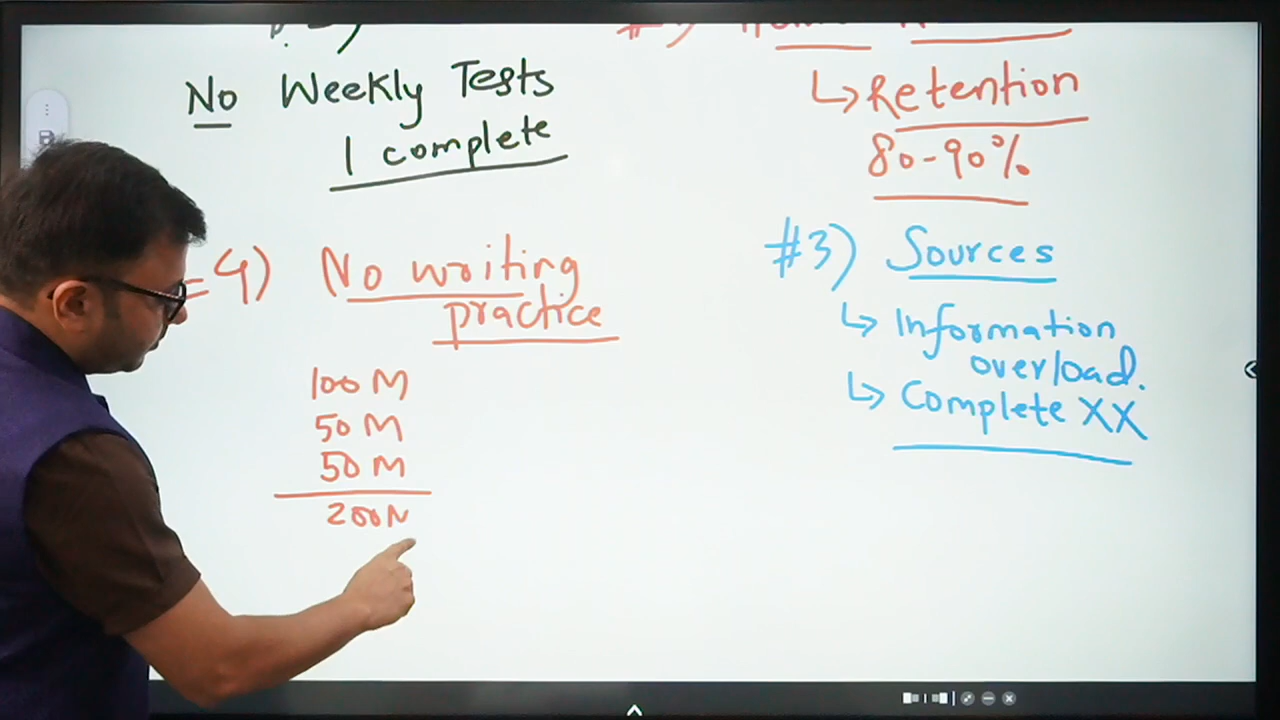 No Weekly Tests
1 complete
4) No writing
practice
100 M
50 M
50 M
200 M
↳ Retention
80-90%
#3) Sources
↳ Information
overload.
↳ Complete XX